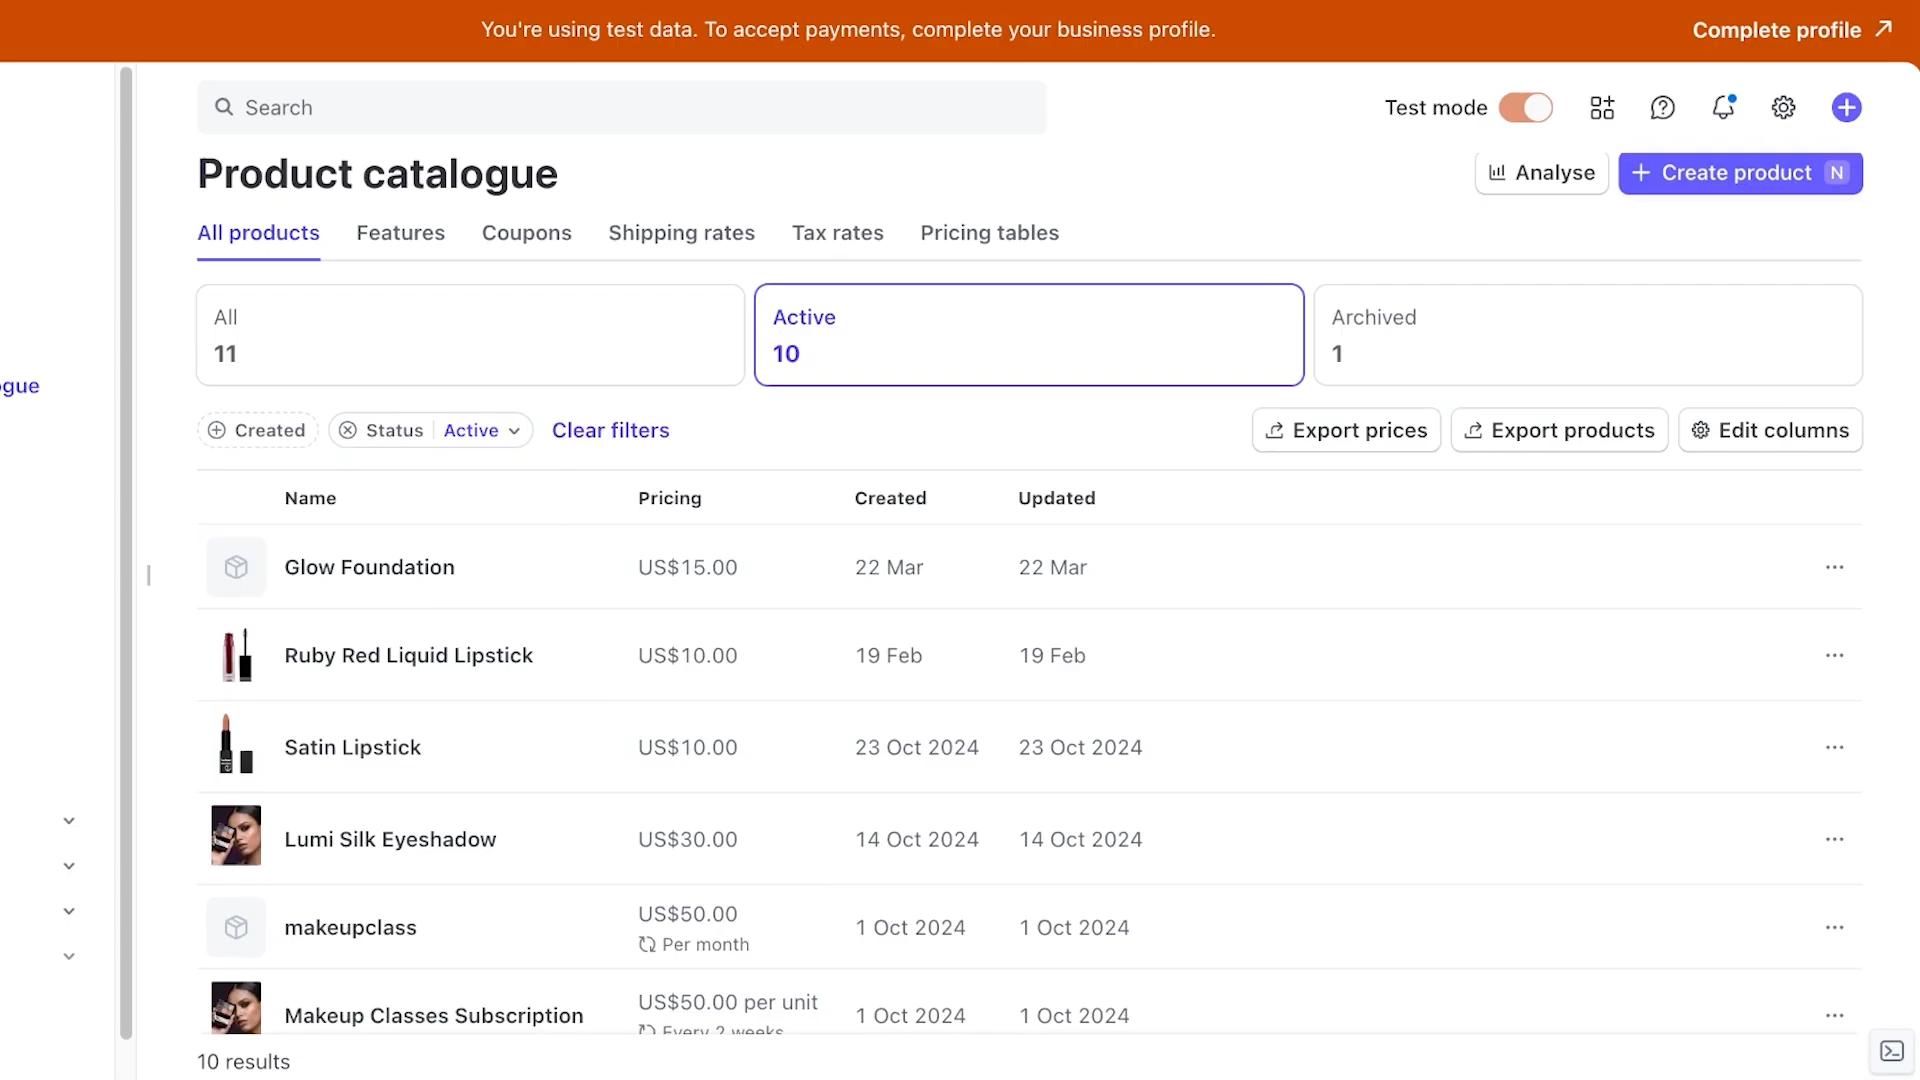 You're using test data. To accept payments, complete your business profile.
Complete profile
Search
Test mode
Product catalogue
Analyse
Create product N
All products
Features
Coupons
Shipping rates
Tax rates
Pricing tables
All
11
Active
10
Archived
1
ogue
Created
Status Active
Clear filters
Export prices
Export products
Edit columns
Name Pricing Created Updated
Glow Foundation US$15.00 22 Mar 22 Mar
Ruby Red Liquid Lipstick US$10.00 19 Feb 19 Feb
Satin Lipstick US$10.00 23 Oct 2024 23 Oct 2024
Lumi Silk Eyeshadow US$30.00 14 Oct 2024 14 Oct 2024
makeupclass US$50.00 1 Oct 2024 1 Oct 2024
Per month
Makeup Classes Subscription US$50.00 per unit 1 Oct 2024 1 Oct 2024
Every 2 weeks
10 results